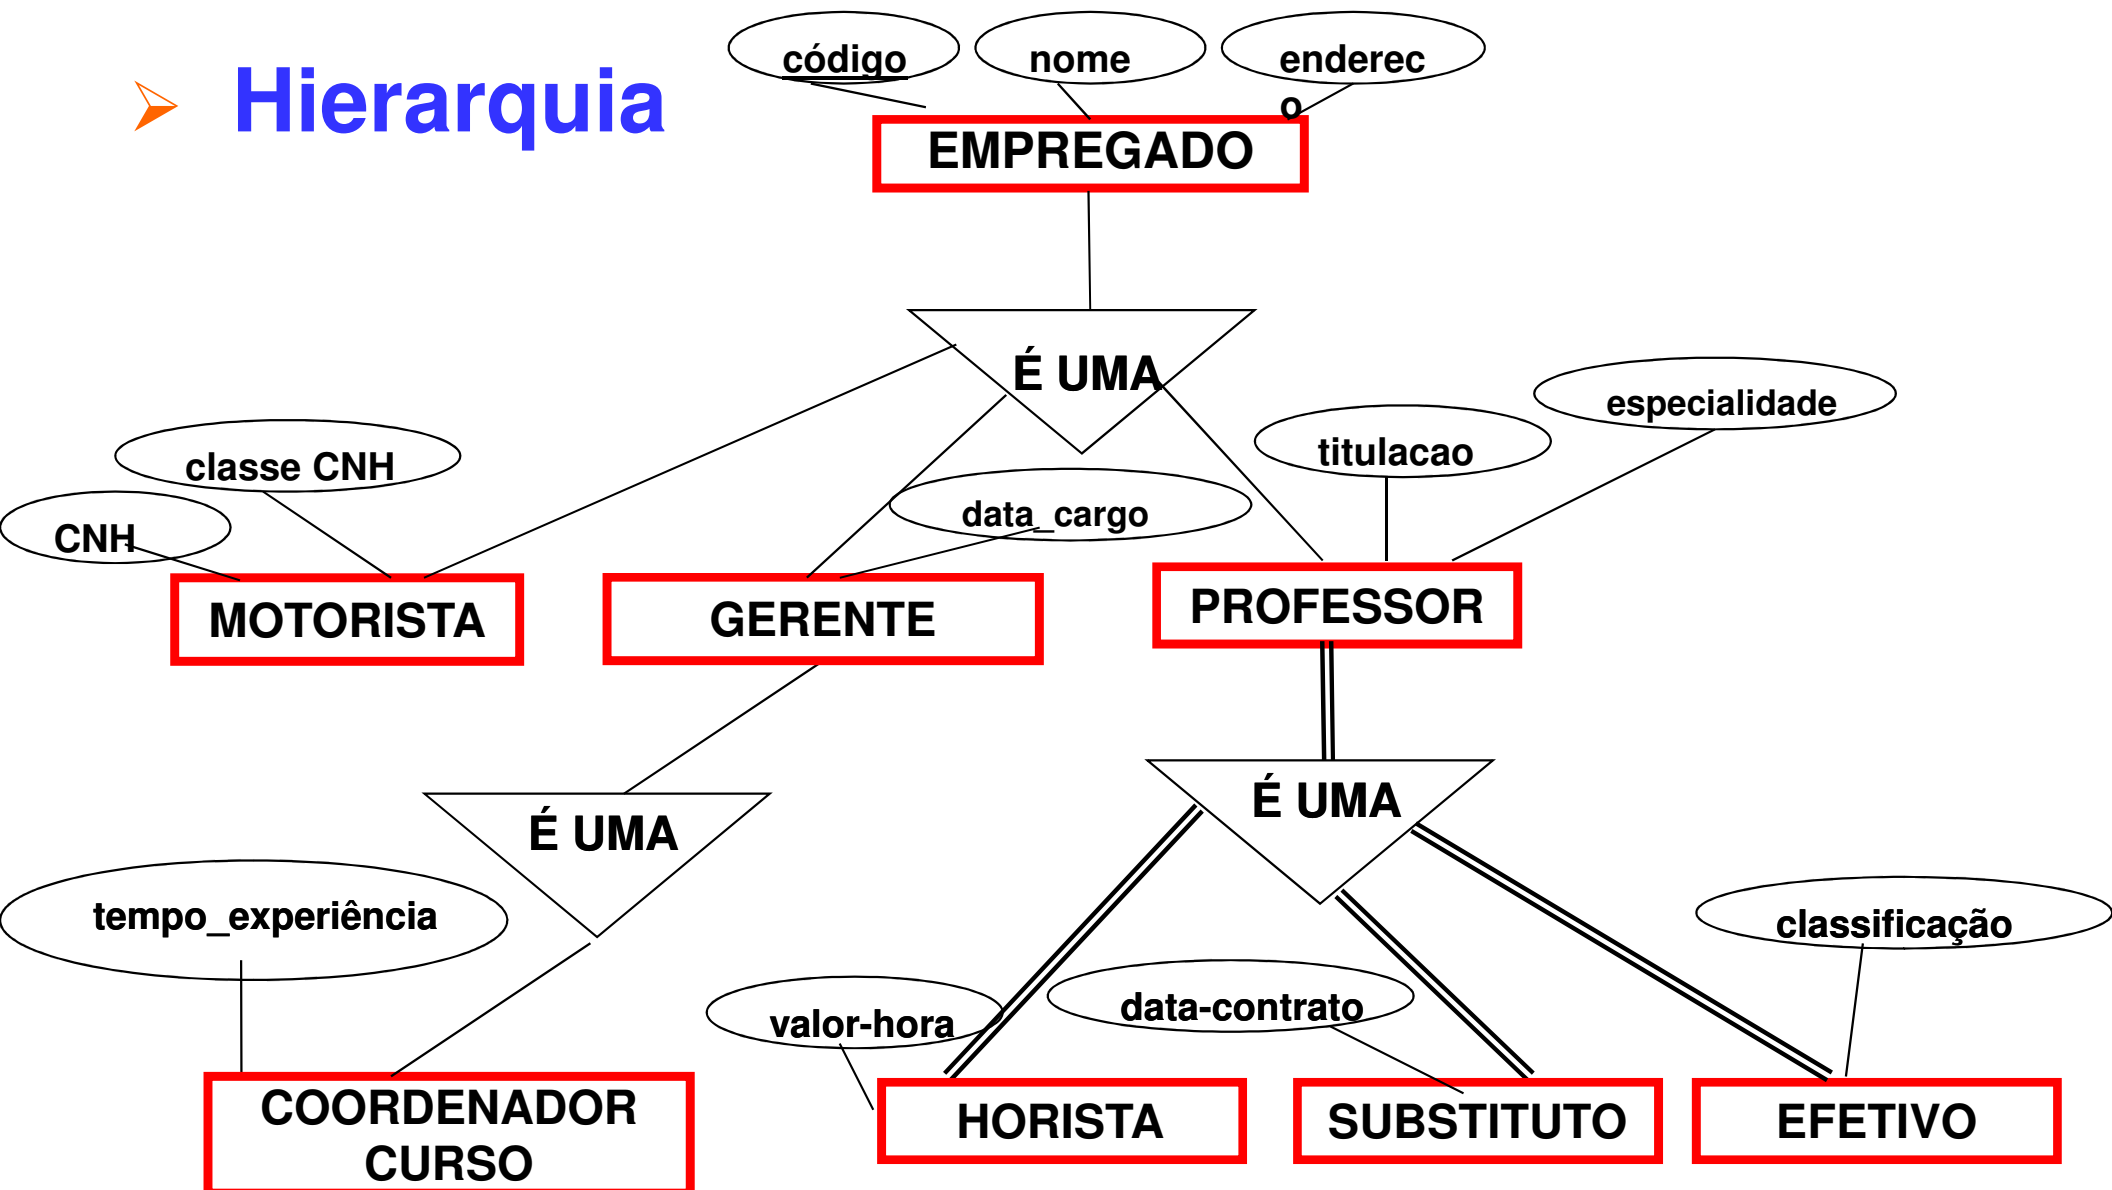 Hierarquia
código
nome
enderec
o
EMPREGADO
É UMA
especialidade
titulacao
classe CNH
data_cargo
CNH
MOTORISTA
GERENTE
PROFESSOR
É UMA
É UMA
tempo_experiência
classificação
valor-hora
data-contrato
COORDENADOR
CURSO
HORISTA
SUBSTITUTO
EFETIVO